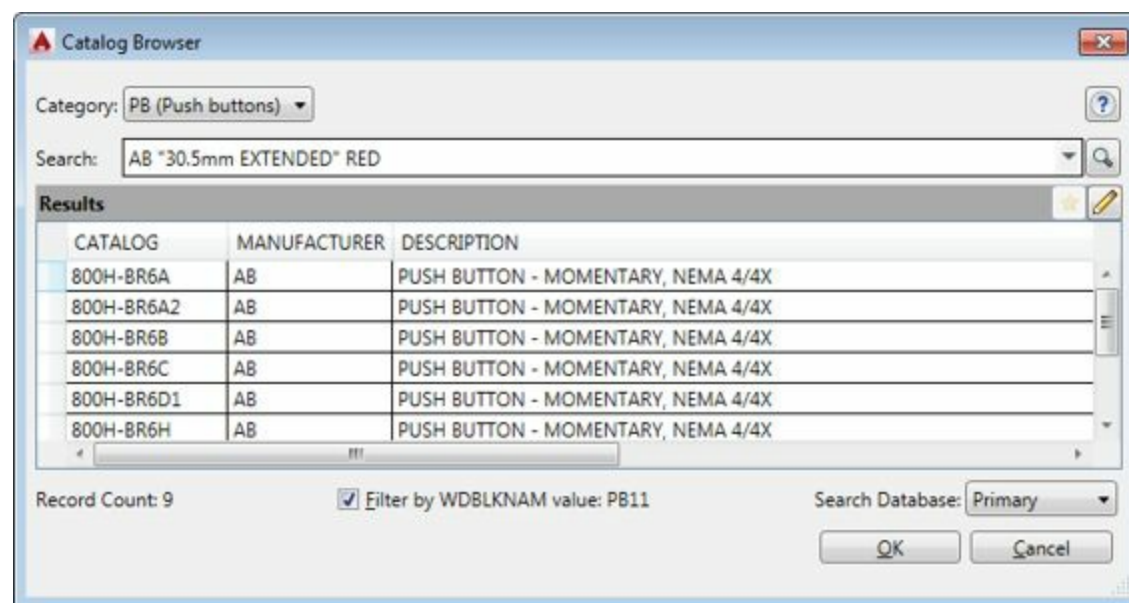 Catalog Browser
Category: PB (Push buttons)
Search: AB "30.5mm EXTENDED" RED
Results
CATALOG MANUFACTURER DESCRIPTION
800H-BR6A AB PUSH BUTTON - MOMENTARY, NEMA 4/4X
800H-BR6A2 AB PUSH BUTTON - MOMENTARY, NEMA 4/4X
800H-BR6B AB PUSH BUTTON - MOMENTARY, NEMA 4/4X
800H-BR6C AB PUSH BUTTON - MOMENTARY, NEMA 4/4X
800H-BR6D1 AB PUSH BUTTON - MOMENTARY, NEMA 4/4X
800H-BR6H AB PUSH BUTTON - MOMENTARY, NEMA 4/4X
Record Count: 9 Filter by WDBLKNAM value: PB11 Search Database: Primary
OK Cancel